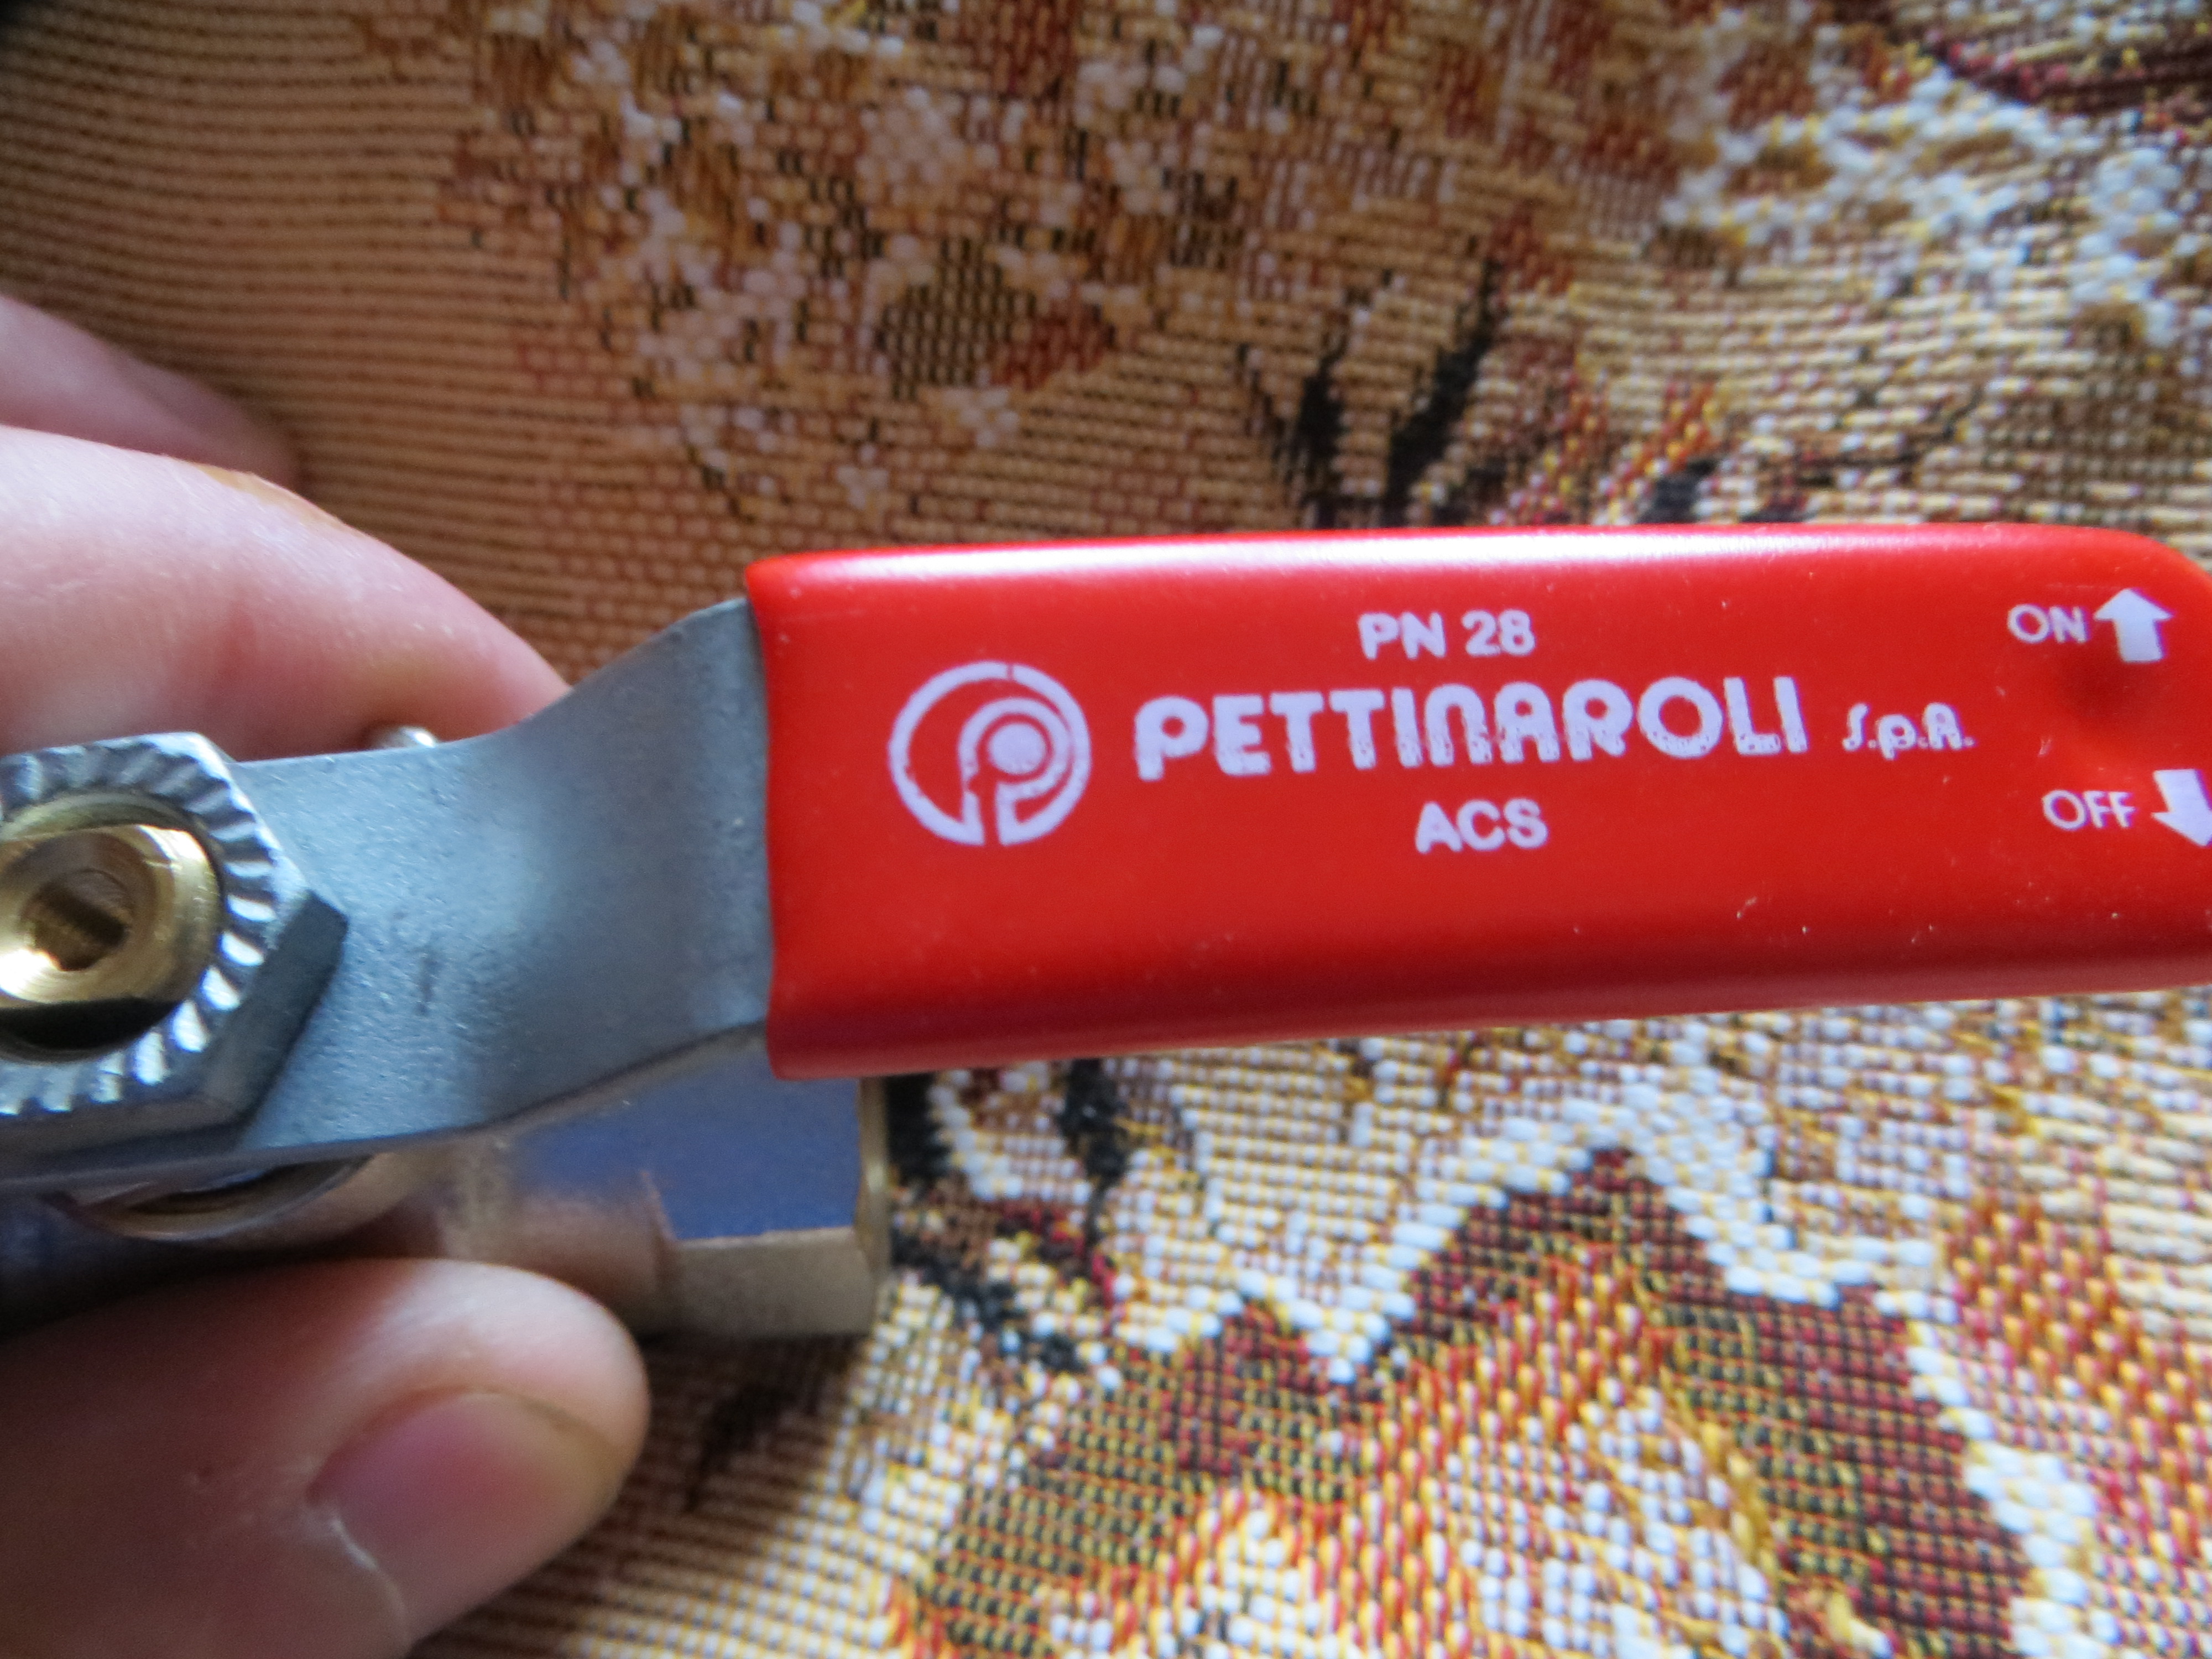 PN 28
PETTINAROLI S.p.A.
ACS
ON
OFF